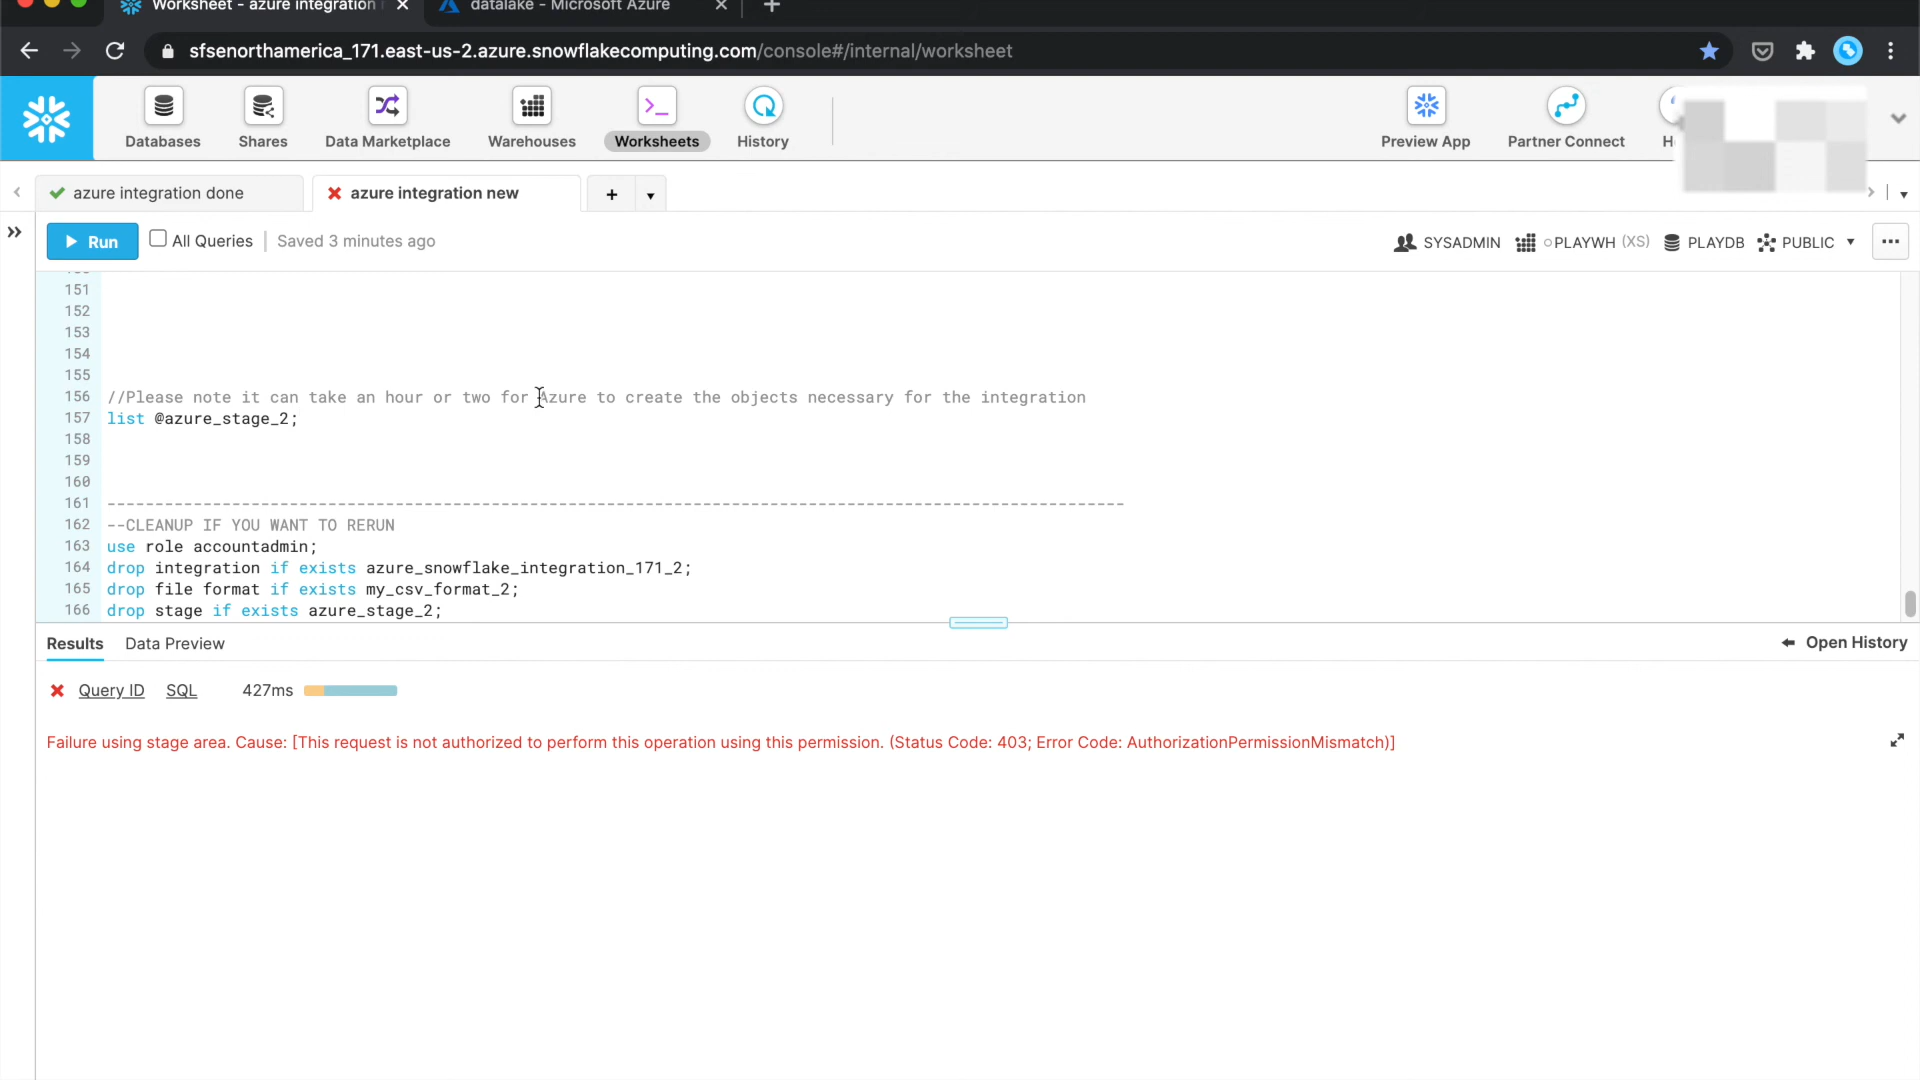 Worksheet - azure integration
datalake - Microsoft Azure
sfsenorthamerica_171.east-us-2.azure.snowflakecomputing.com/console#/internal/worksheet
Databases
Shares
Data Marketplace
Warehouses
Worksheets
History
Preview App
Partner Connect
azure integration done
azure integration new
Run
All Queries
Saved 3 minutes ago
SYSADMIN
PLAYWH (XS)
PLAYDB
PUBLIC
151
152
153
154
155
156 //Please note it can take an hour or two for Azure to create the objects necessary for the integration
157 list @azure_stage_2;
158
159
160
161 ----------------------------------------------------------------------------------------------------------
162 --CLEANUP IF YOU WANT TO RERUN
163 use role accountadmin;
164 drop integration if exists azure_snowflake_integration_171_2;
165 drop file format if exists my_csv_format_2;
166 drop stage if exists azure_stage_2;
Results
Data Preview
Open History
Query ID
SQL
427ms
Failure using stage area. Cause: [This request is not authorized to perform this operation using this permission. (Status Code: 403; Error Code: AuthorizationPermissionMismatch)]